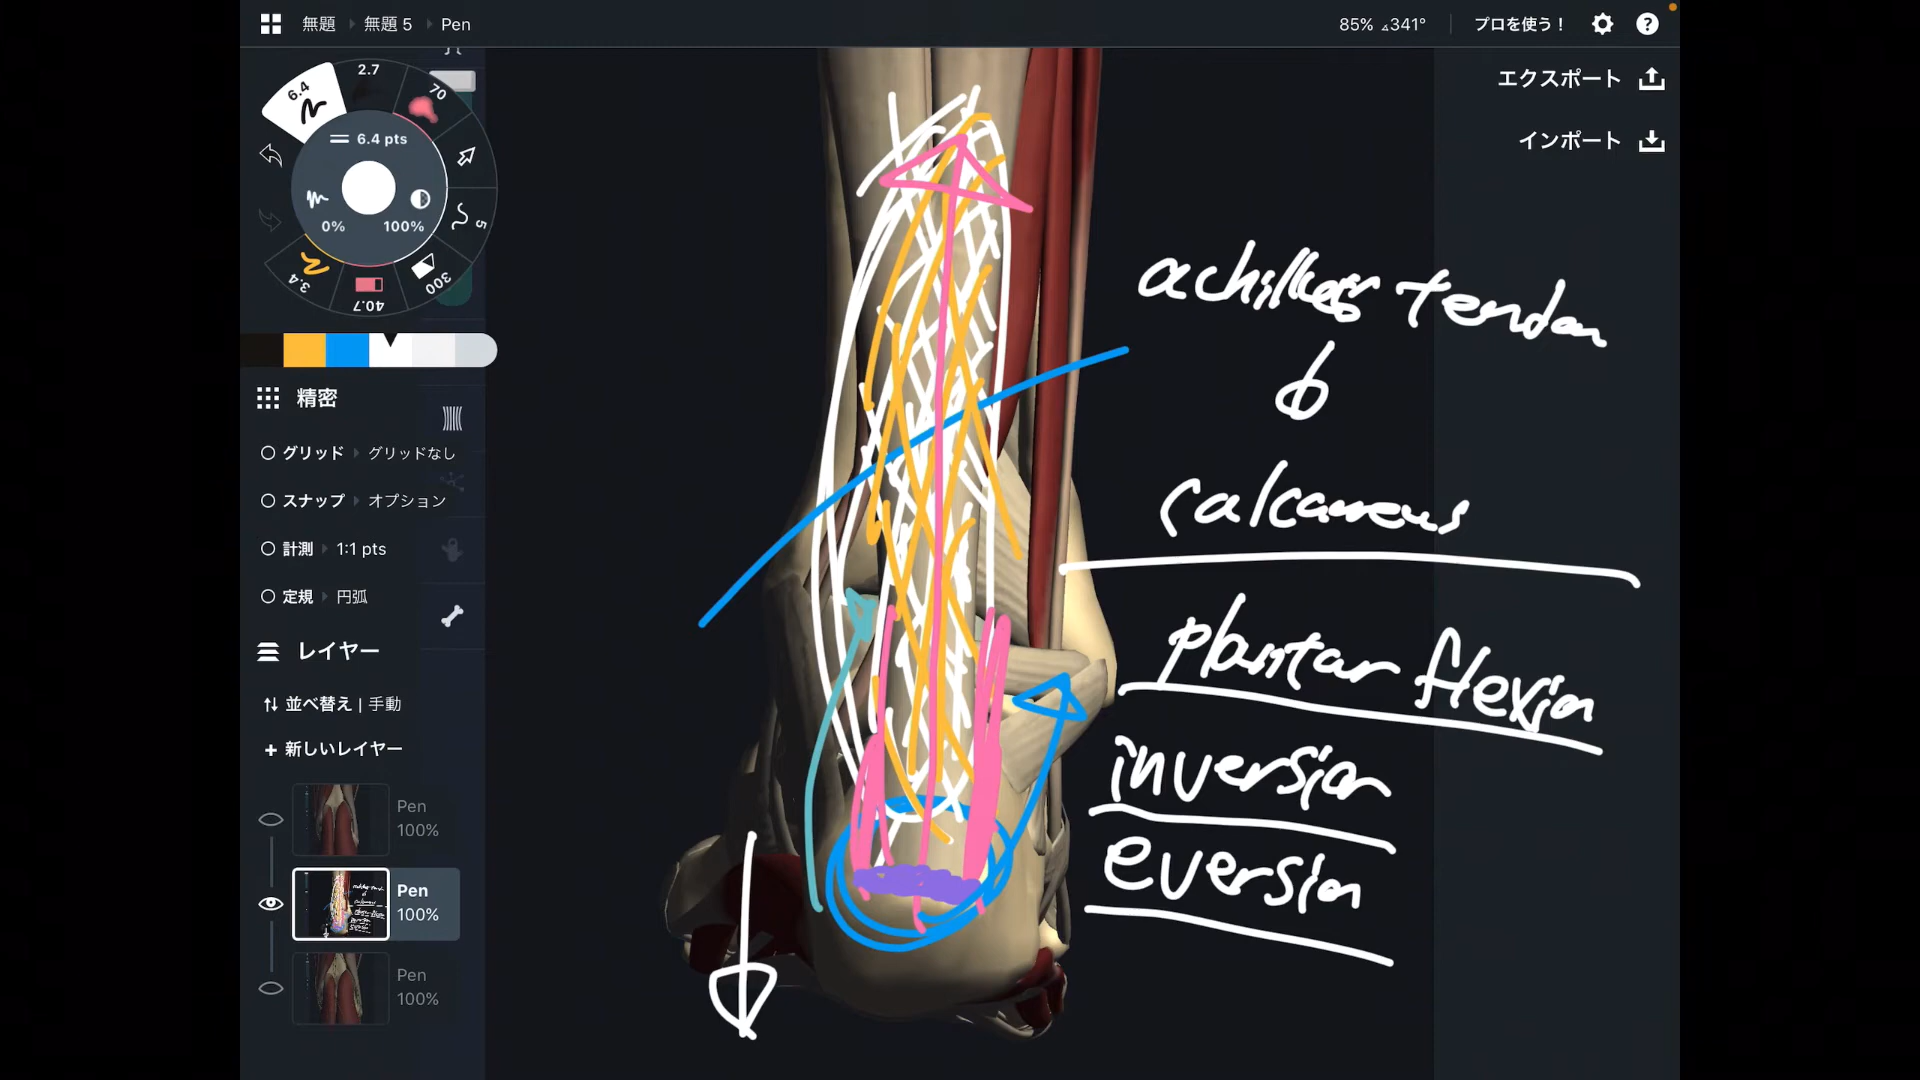 無題 無題 5 Pen
85% ⊿341° プロを使う！ ?
エクスポート
インポート
2.7
6.4
70
6.4 pts
0% 100%
5
3.4
40.7
300
精密
グリッド グリッドなし
スナップ オプション
計測 1:1 pts
定規 円弧
レイヤー
並べ替え | 手動
+ 新しいレイヤー
Pen
100%
Pen
100%
Pen
100%
achilles tendon
calcaneus
plantar flexion
inversion
eversion